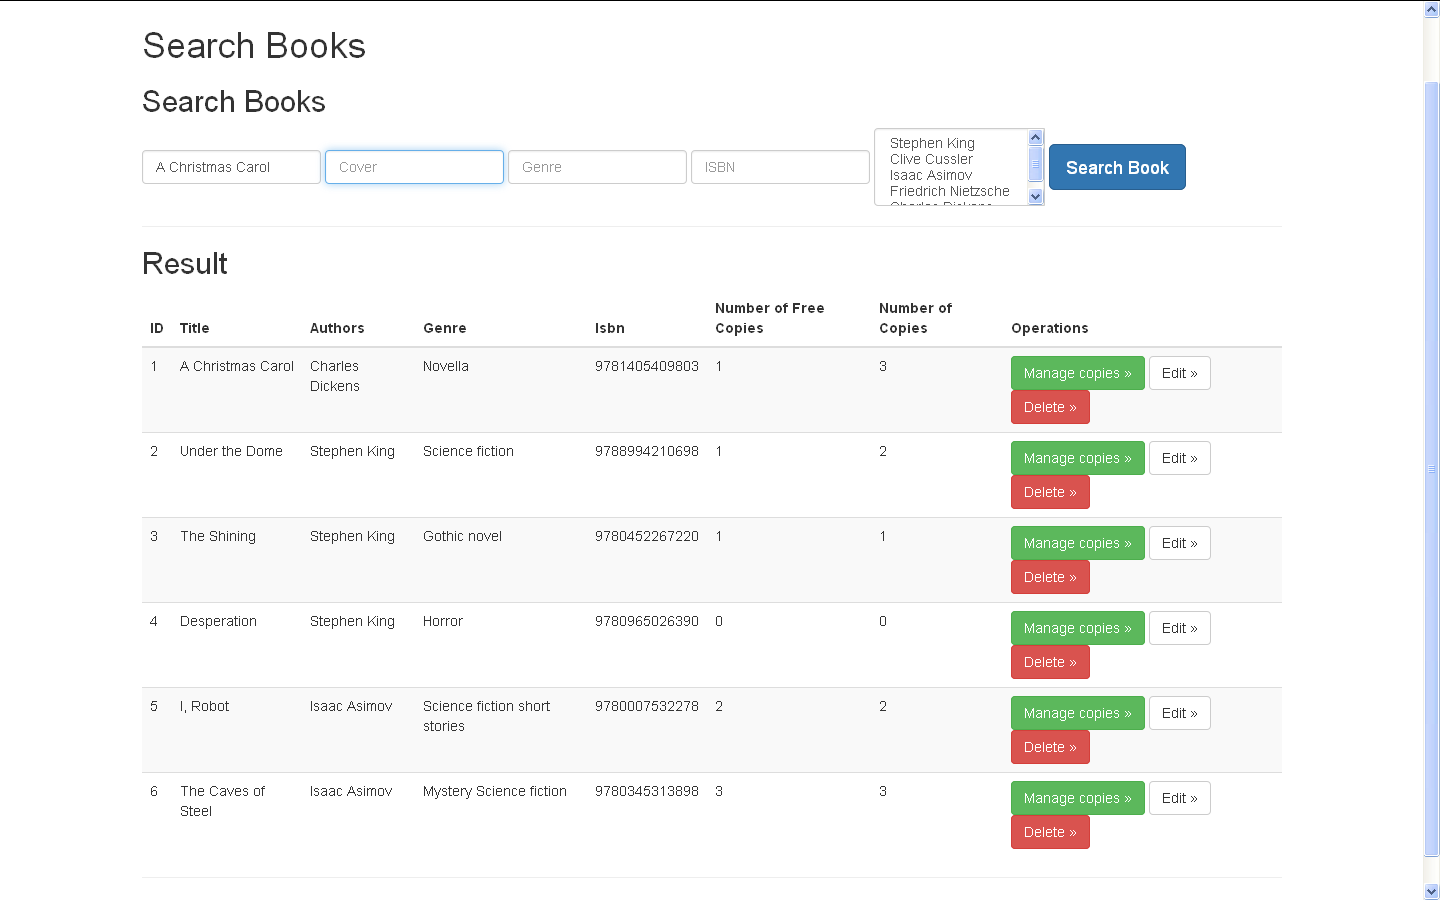 Search Books
Search Books
A Christmas Carol Cover Genre ISBN
Stephen King
Clive Cussler
Isaac Asimov
Friedrich Nietzsche
Search Book
Result
ID Title Authors Genre Isbn Number of Free Copies Number of Copies Operations
1 A Christmas Carol Charles Dickens Novella 9781405409803 1 3 Manage copies » Edit »
Delete »
2 Under the Dome Stephen King Science fiction 9788994210698 1 2 Manage copies » Edit »
Delete »
3 The Shining Stephen King Gothic novel 9780452267220 1 1 Manage copies » Edit »
Delete »
4 Desperation Stephen King Horror 9780965026390 0 0 Manage copies » Edit »
Delete »
5 I, Robot Isaac Asimov Science fiction short stories 9780007532278 2 2 Manage copies » Edit »
Delete »
6 The Caves of Steel Isaac Asimov Mystery Science fiction 9780345313898 3 3 Manage copies » Edit »
Delete »